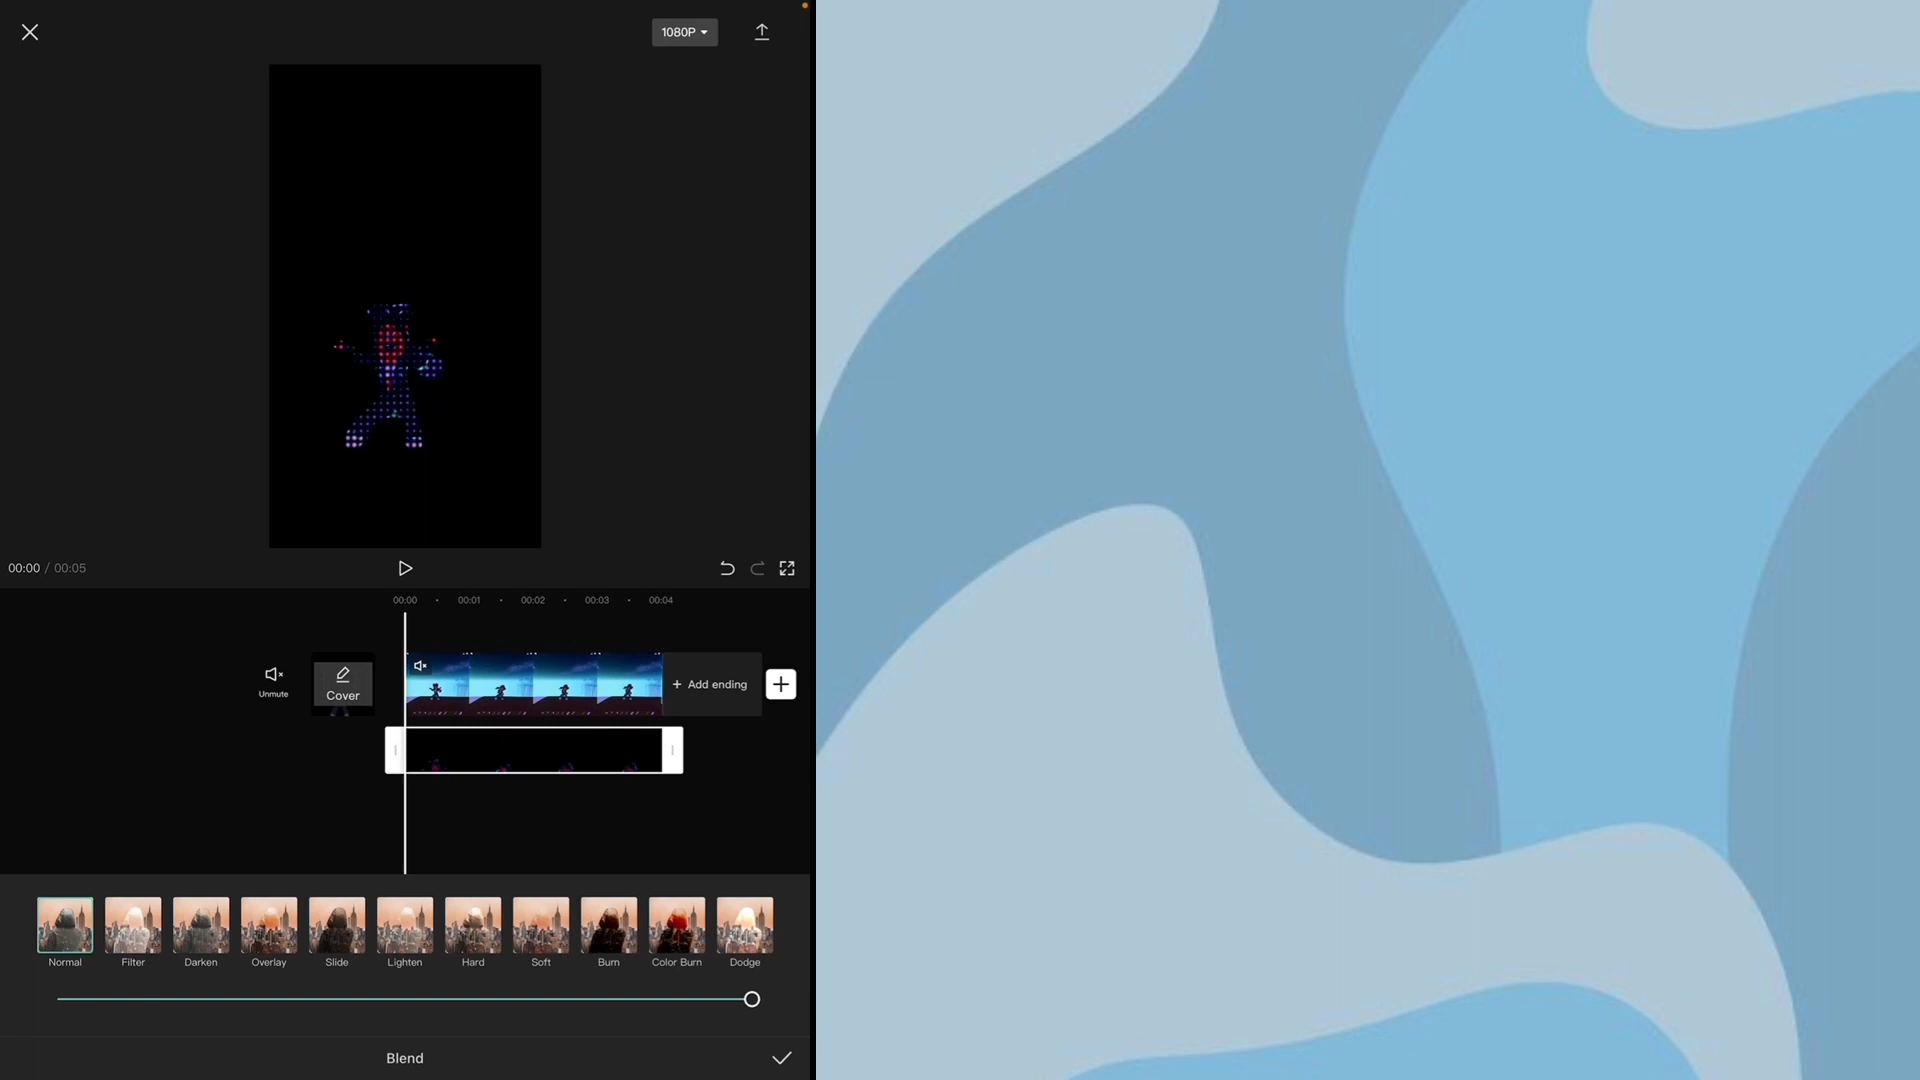 1080P
00:00 / 00:05
00:00 00:01 00:02 00:03 00:04
Unmute
Cover
+ Add ending
Normal Filter Darken Overlay Slide Lighten Hard Soft Burn Color Burn Dodge
Blend